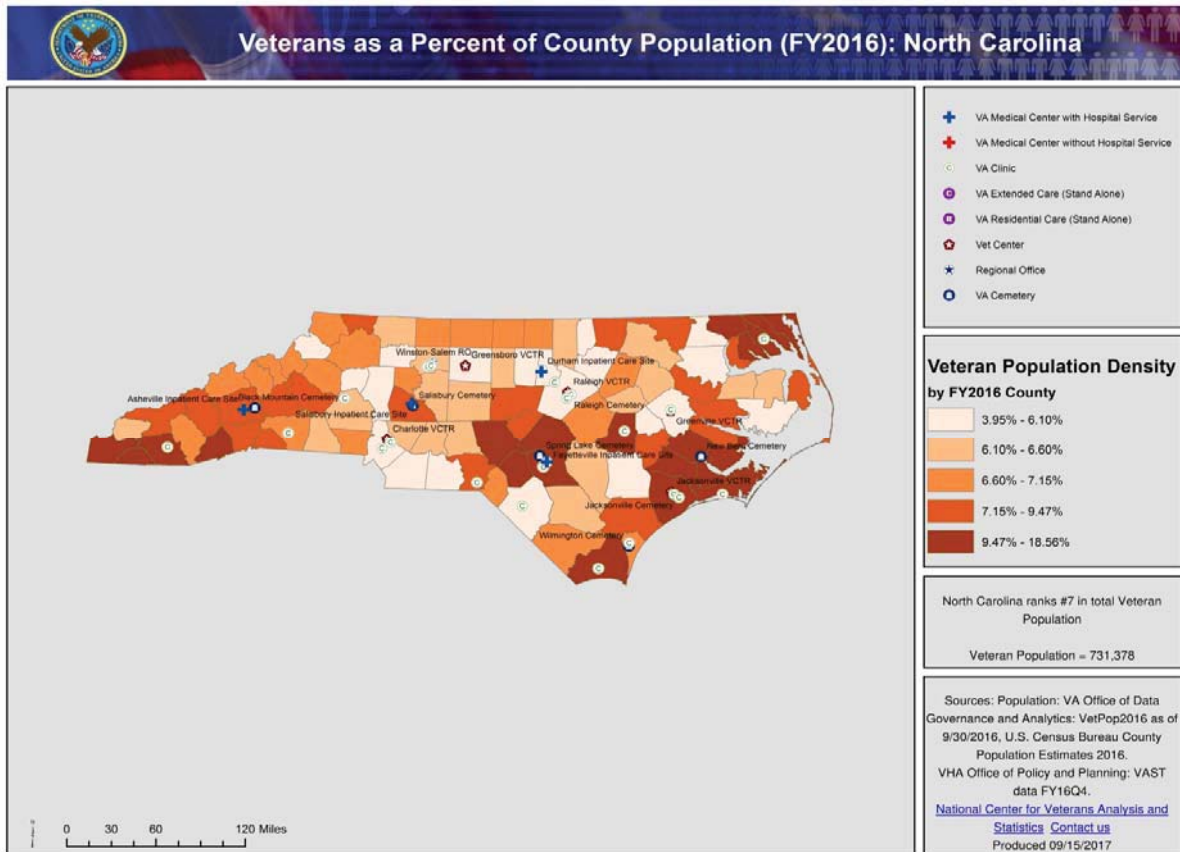 Veterans as a Percent of County Population (FY2016): North Carolina
VA Medical Center with Hospital Service
VA Medical Center without Hospital Service
VA Clinic
VA Extended Care (Stand Alone)
VA Residential Care (Stand Alone)
Vet Center
Regional Office
VA Cemetery
Winston-Salem RO
Greensboro VCTR
Durham Inpatient Care Site
Raleigh VCTR
Asheville Inpatient Care Site
Black Mountain Cemetery
Salisbury Cemetery
Raleigh Cemetery
Salisbury Inpatient Care Site
Charlotte VCTR
Greenville VCTR
Spring Lake Cemetery
New Bern Cemetery
Fayetteville Inpatient Care Site
Jacksonville VCTR
Jacksonville Cemetery
Wilmington Cemetery
Veteran Population Density
by FY2016 County
3.95% - 6.10%
6.10% - 6.60%
6.60% - 7.15%
7.15% - 9.47%
9.47% - 18.56%
North Carolina ranks #7 in total Veteran
Population
Veteran Population = 731,378
Sources: Population: VA Office of Data
Governance and Analytics: VetPop2016 as of
9/30/2016, U.S. Census Bureau County
Population Estimates 2016.
VHA Office of Policy and Planning: VAST
data FY16Q4.
National Center for Veterans Analysis and
Statistics Contact us
Produced 09/15/2017
0 30 60 120 Miles